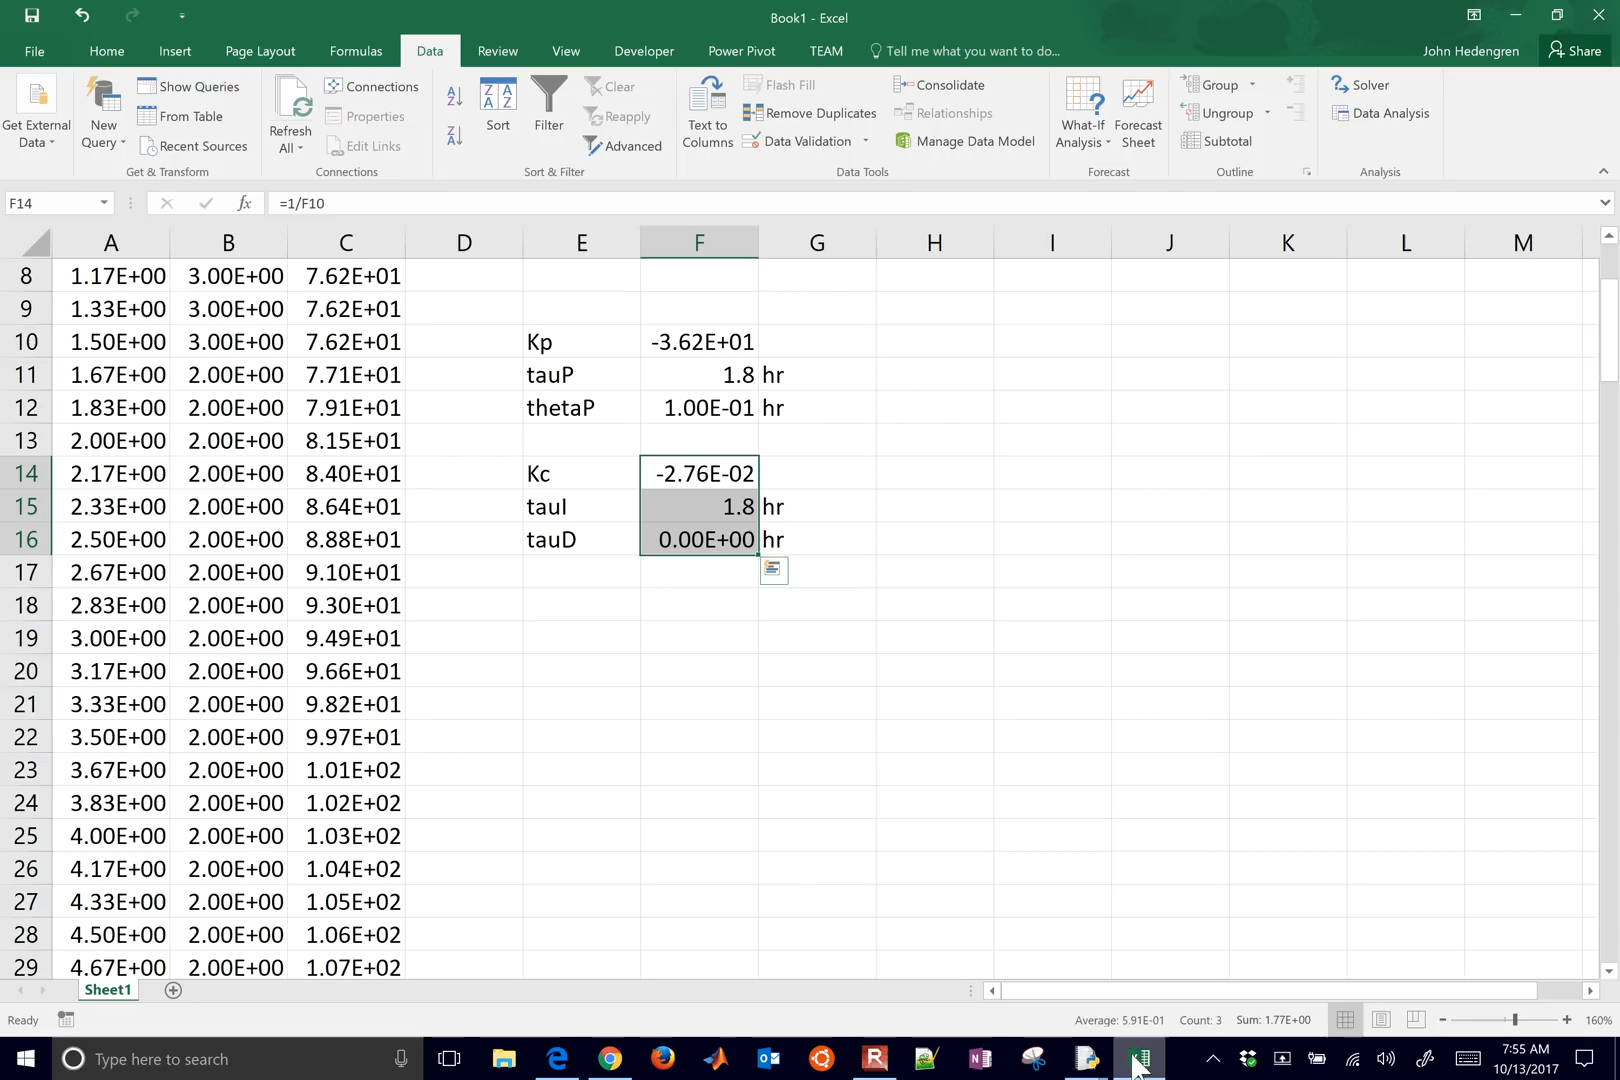 Book1 - Excel
File Home Insert Page Layout Formulas Data Review View Developer Power Pivot TEAM Tell me what you want to do... John Hedengren Share
Get External Data New Query Show Queries From Table Recent Sources Refresh All Connections Properties Edit Links Sort Filter Clear Reapply Advanced Text to Columns Flash Fill Remove Duplicates Data Validation Consolidate Relationships Manage Data Model What-If Analysis Forecast Sheet Group Ungroup Subtotal Solver Data Analysis
Get & Transform Connections Sort & Filter Data Tools Forecast Outline Analysis
F14 fx =1/F10
A B C D E F G H I J K L M
8 1.17E+00 3.00E+00 7.62E+01
9 1.33E+00 3.00E+00 7.62E+01
10 1.50E+00 3.00E+00 7.62E+01 Kp -3.62E+01
11 1.67E+00 2.00E+00 7.71E+01 tauP 1.8 hr
12 1.83E+00 2.00E+00 7.91E+01 thetaP 1.00E-01 hr
13 2.00E+00 2.00E+00 8.15E+01
14 2.17E+00 2.00E+00 8.40E+01 Kc -2.76E-02
15 2.33E+00 2.00E+00 8.64E+01 tauI 1.8 hr
16 2.50E+00 2.00E+00 8.88E+01 tauD 0.00E+00 hr
17 2.67E+00 2.00E+00 9.10E+01
18 2.83E+00 2.00E+00 9.30E+01
19 3.00E+00 2.00E+00 9.49E+01
20 3.17E+00 2.00E+00 9.66E+01
21 3.33E+00 2.00E+00 9.82E+01
22 3.50E+00 2.00E+00 9.97E+01
23 3.67E+00 2.00E+00 1.01E+02
24 3.83E+00 2.00E+00 1.02E+02
25 4.00E+00 2.00E+00 1.03E+02
26 4.17E+00 2.00E+00 1.04E+02
27 4.33E+00 2.00E+00 1.05E+02
28 4.50E+00 2.00E+00 1.06E+02
29 4.67E+00 2.00E+00 1.07E+02
Sheet1
Ready Average: 5.91E-01 Count: 3 Sum: 1.77E+00 160%
Type here to search 7:55 AM
10/13/2017